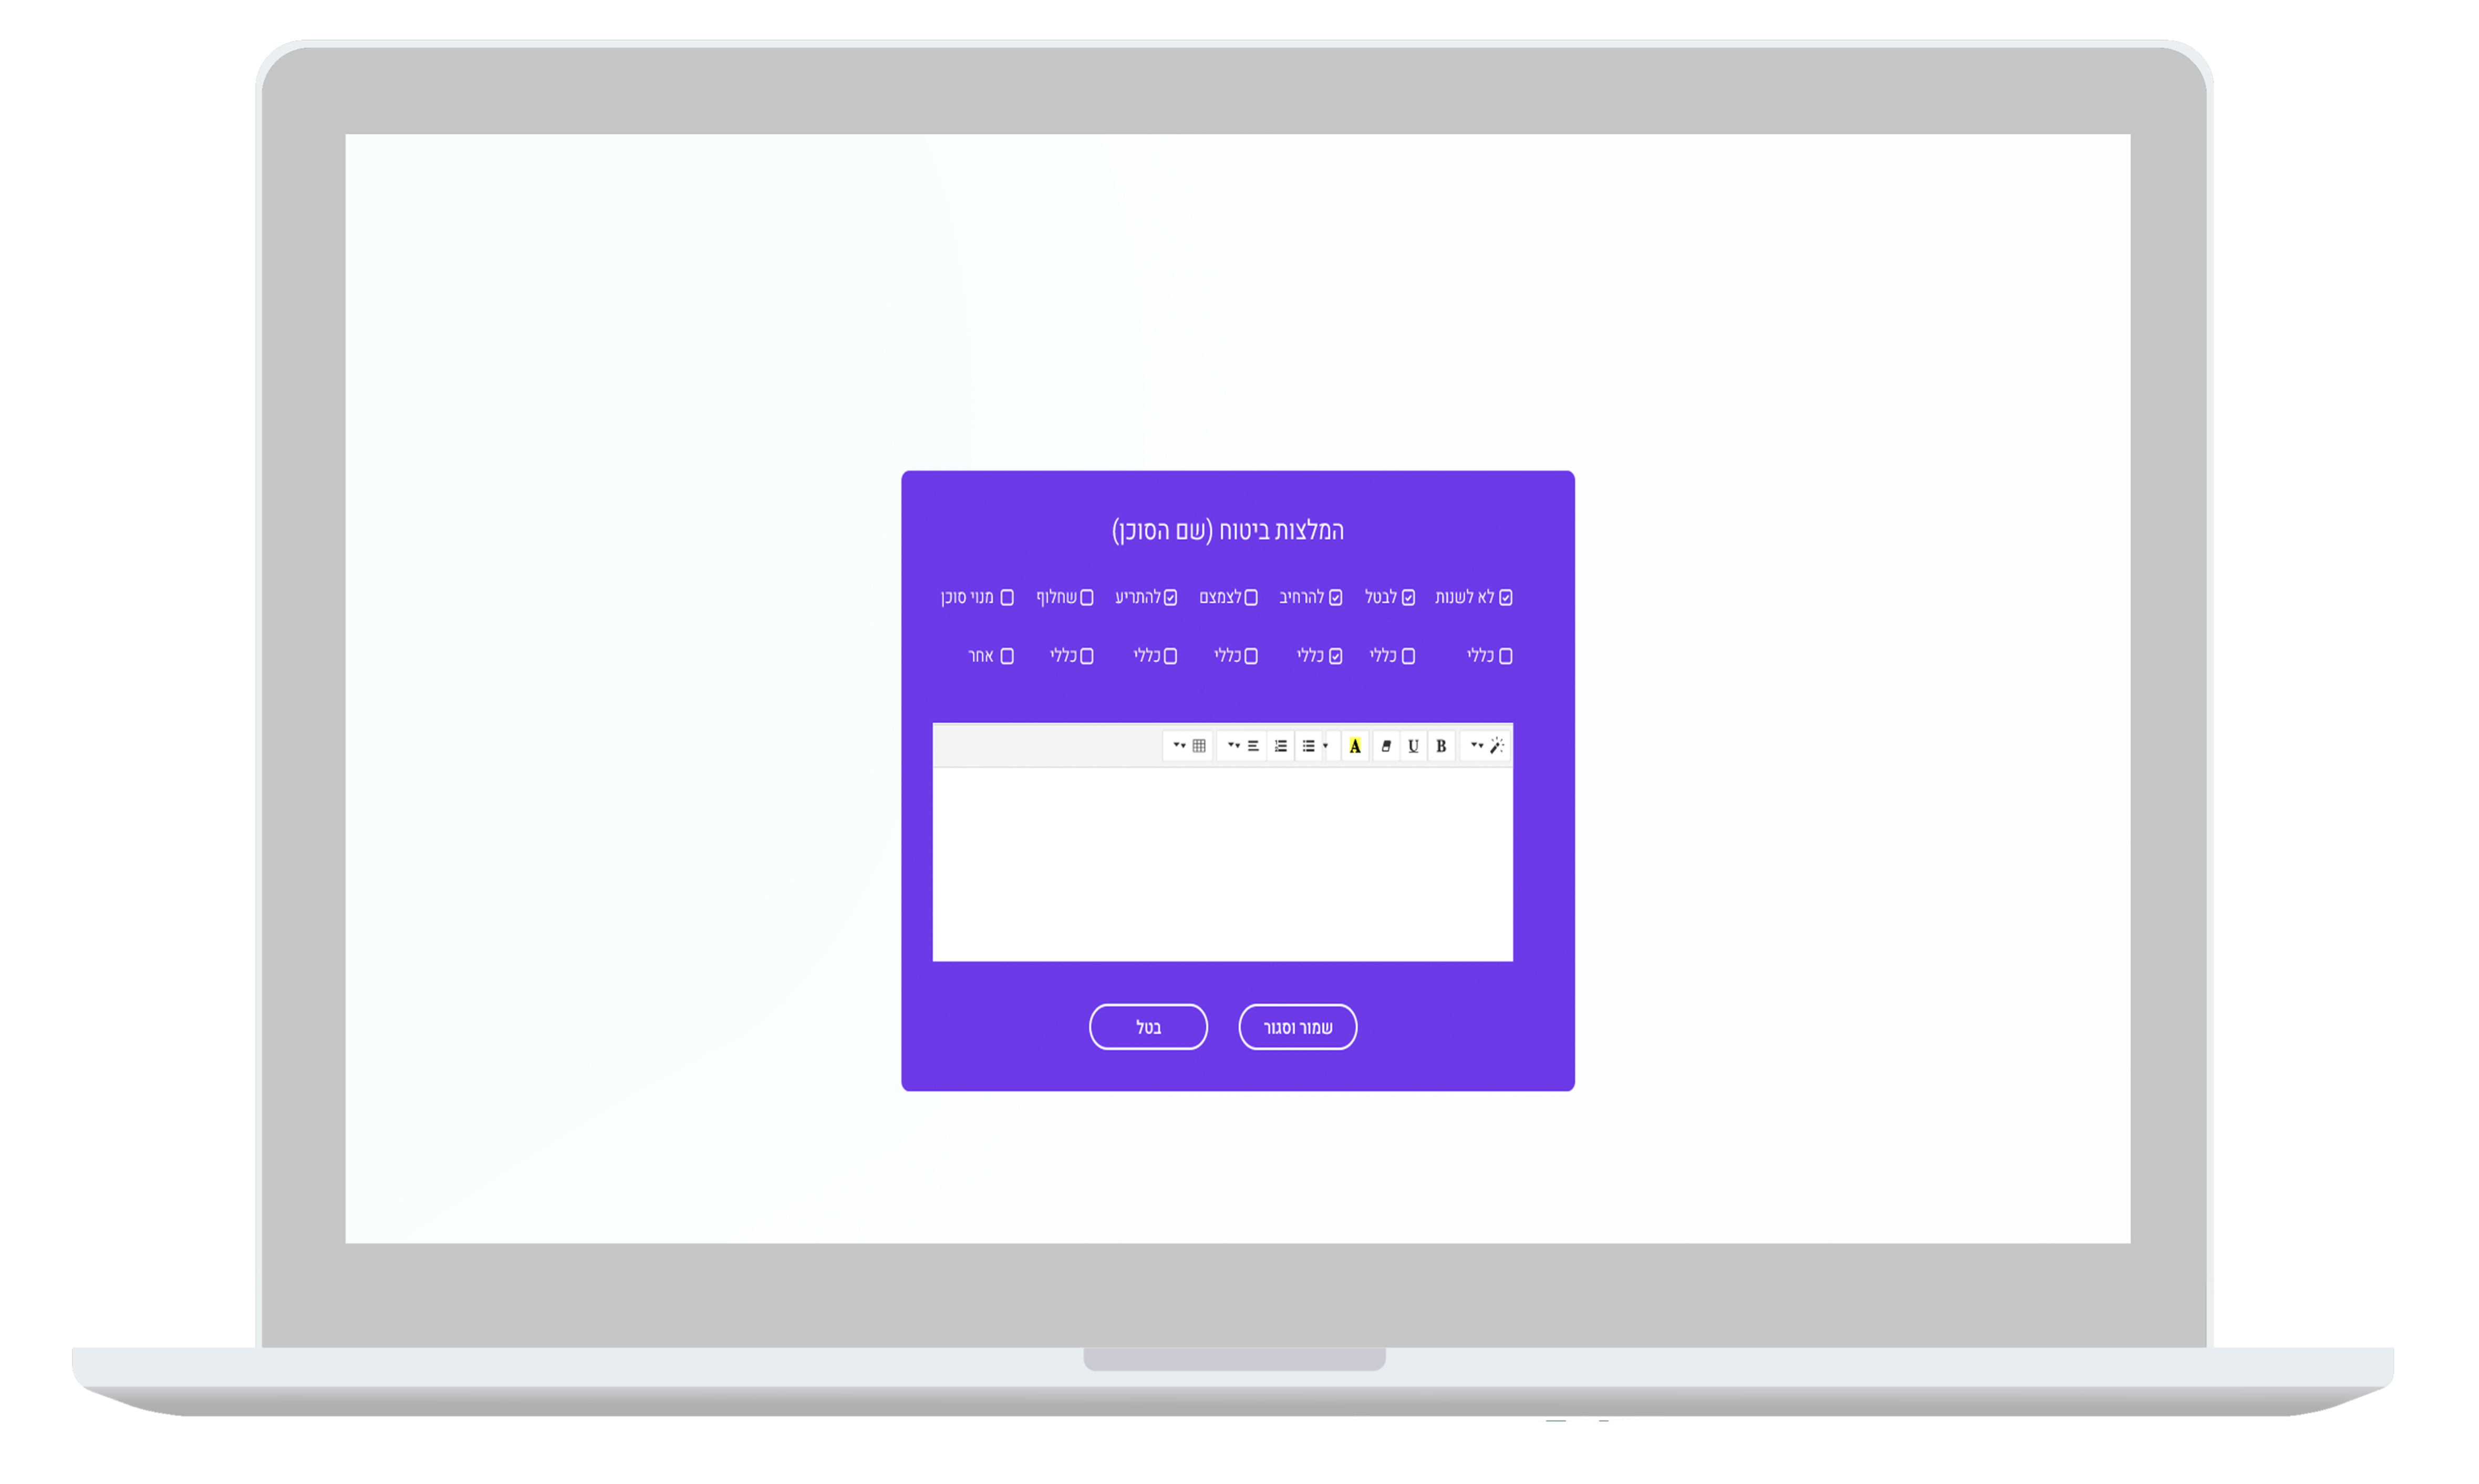 המלצות ביטוח (שם הסוכן)
לא לשנות לבטל להרחיב לצמצם להתריע שחלוף מנוי סוכן
כללי כללי כללי כללי כללי כללי אחר
B U A
שמור וסגור בטל